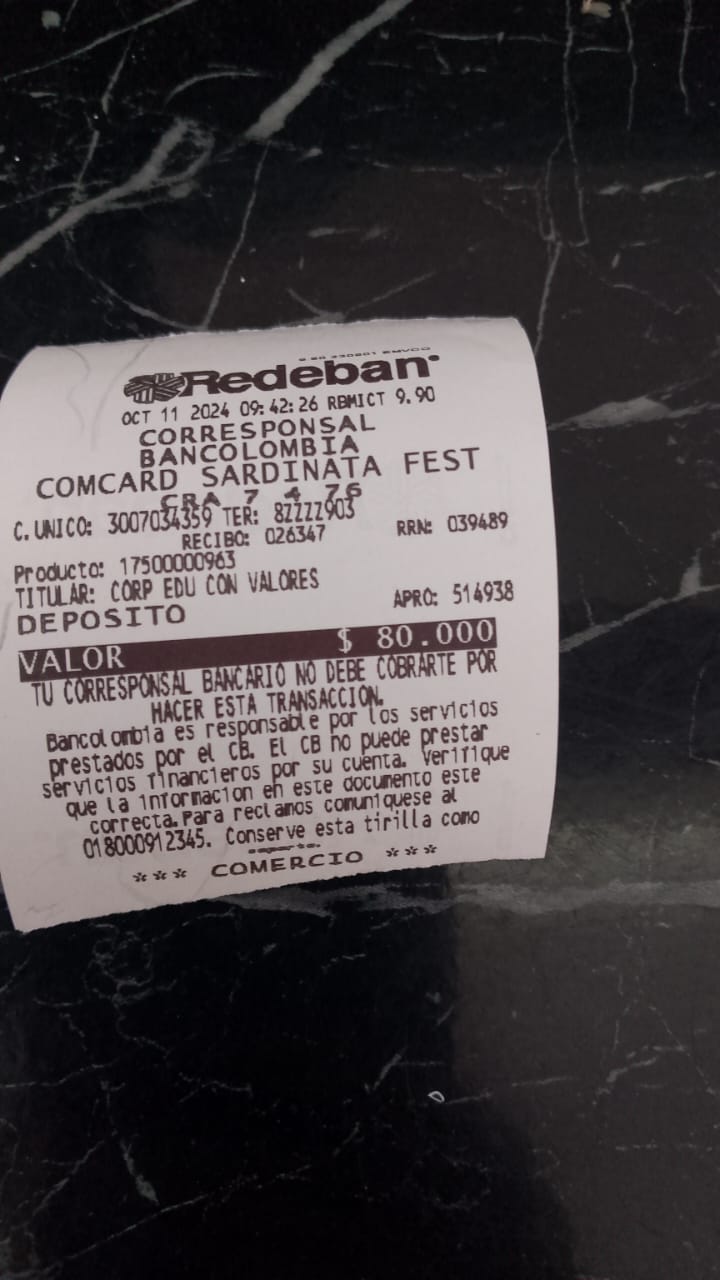 Redeban
OCT 11 2024 09:42:26 RBMICT 9.90
CORRESPONSAL
BANCOLOMBIA
COMCARD SARDINATA FEST
CRA 7 4 76
C. UNICO: 3007034359 TER: 8ZZZZ903
RECIBO: 026347 RRN: 039489
Producto: 17500000963
TITULAR: CORP EDU CON VALORES
DEPOSITO APRO: 514938
VALOR $ 80.000
TU CORRESPONSAL BANCARIO NO DEBE COBRARTE POR
HACER ESTA TRANSACCION.
Bancolombia es responsable por los servicios
prestados por el CB. El CB no puede prestar
servicios financieros por su cuenta. Verifique
que la informacion en este documento este
correcta. Para reclamos comuniquese al
018000912345. Conserve esta tirilla como
soporte.
*** COMERCIO ***